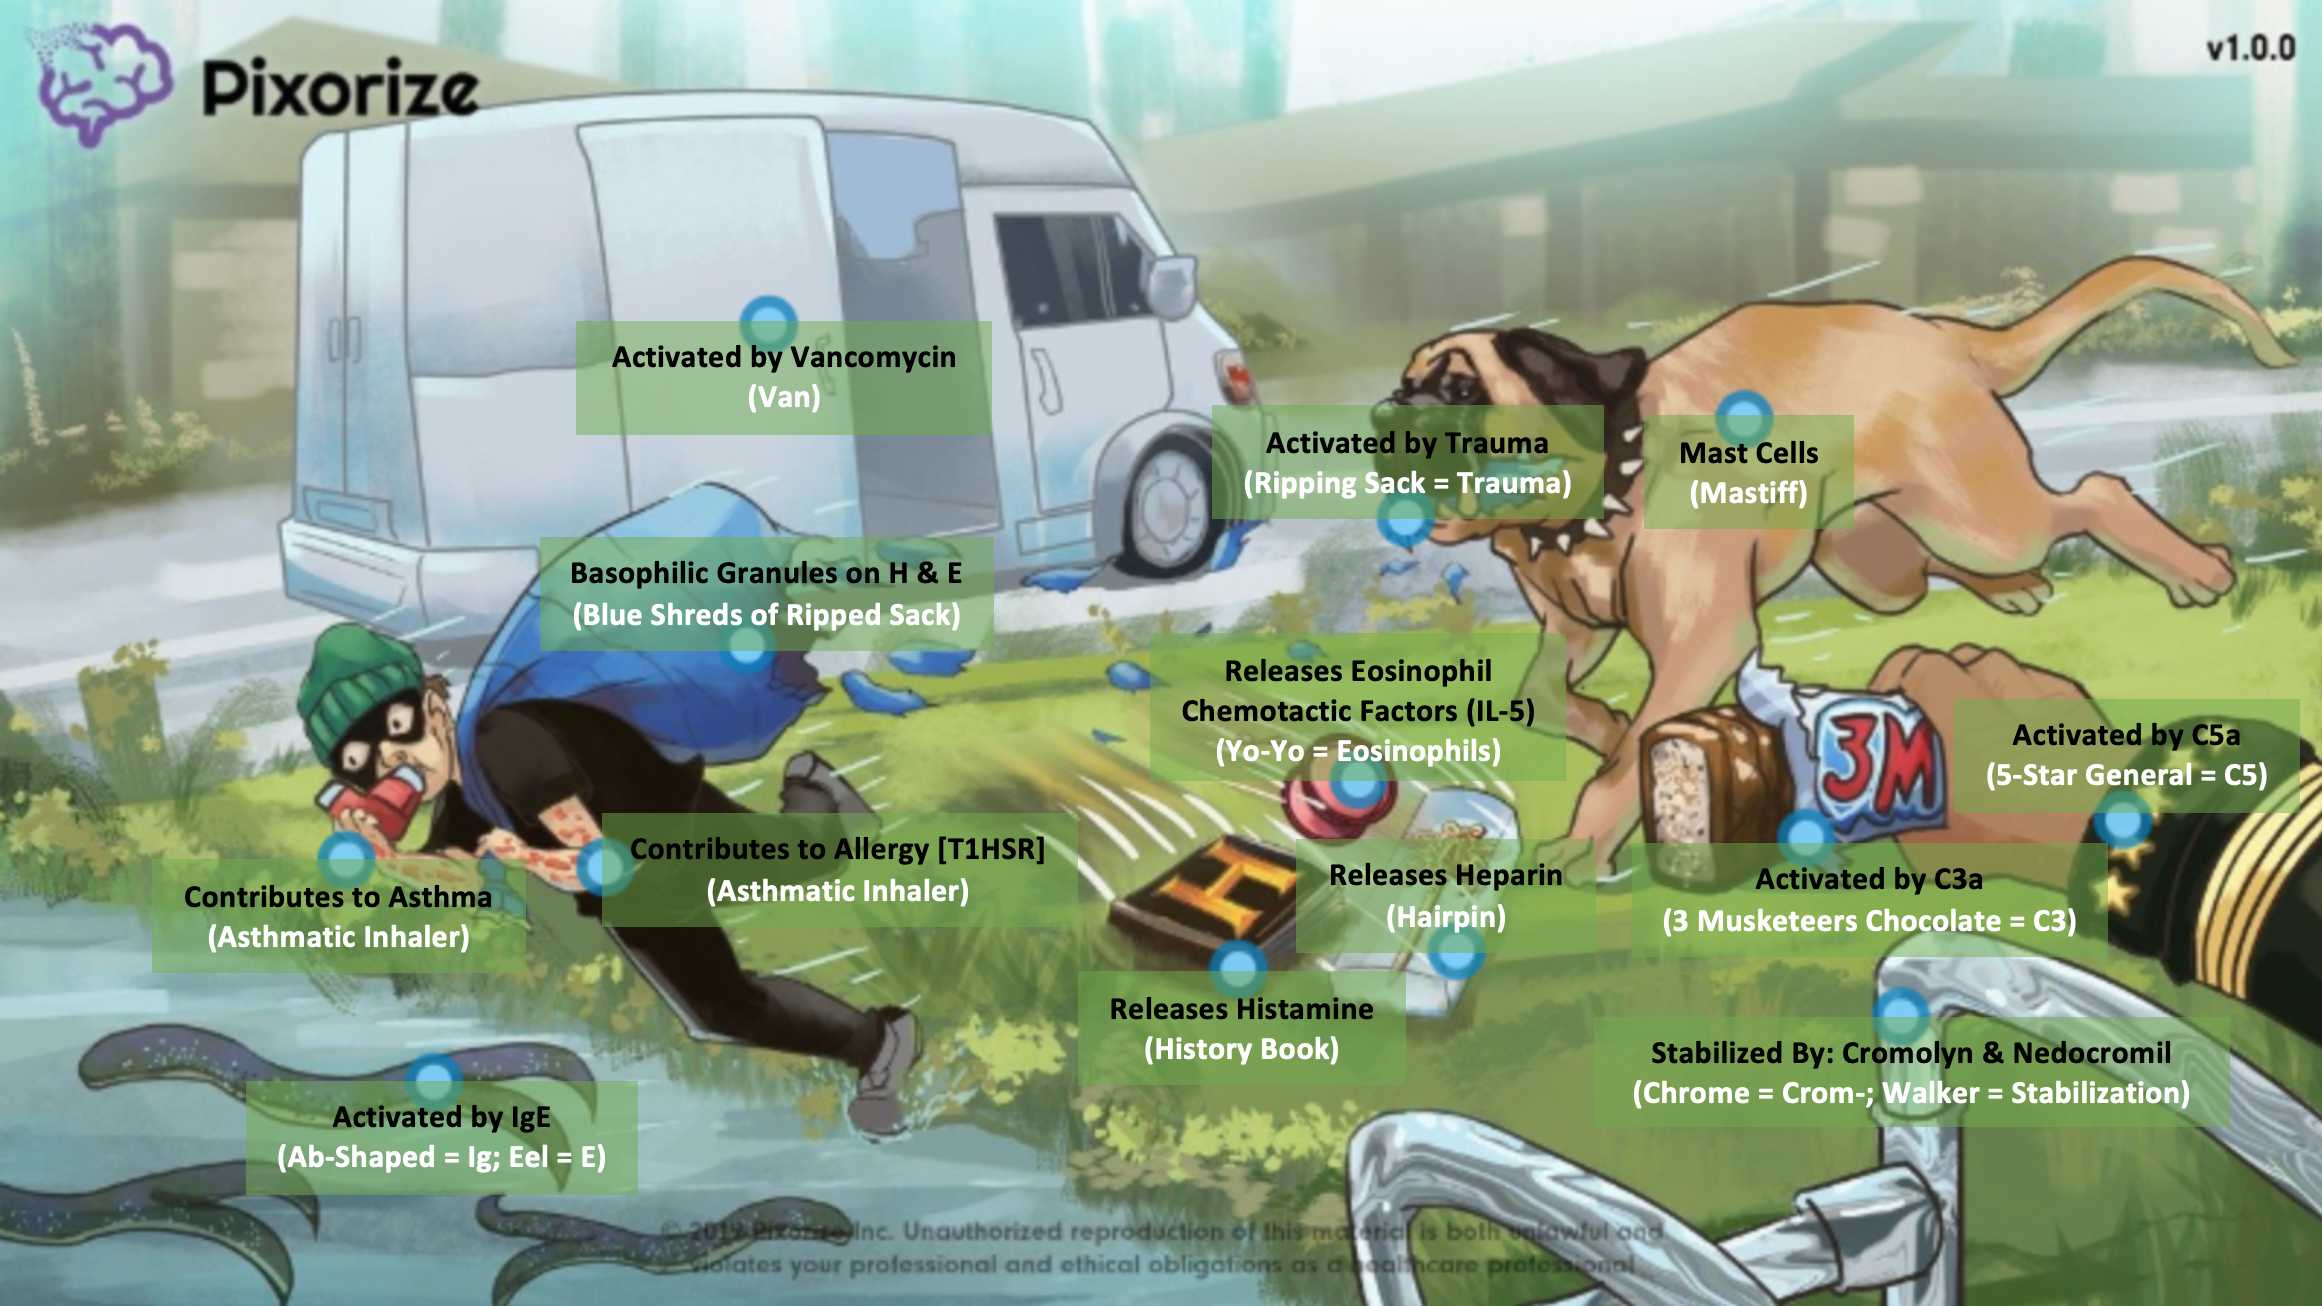 Pixorize
v1.0.0
Activated by Vancomycin
(Van)
Activated by Trauma
(Ripping Sack = Trauma)
Mast Cells
(Mastiff)
Basophilic Granules on H & E
(Blue Shreds of Ripped Sack)
Releases Eosinophil
Chemotactic Factors (IL-5)
(Yo-Yo = Eosinophils)
3M
Activated by C5a
(5-Star General = C5)
Contributes to Asthma
(Asthmatic Inhaler)
Contributes to Allergy [T1HSR]
(Asthmatic Inhaler)
H
Releases Heparin
(Hairpin)
Activated by C3a
(3 Musketeers Chocolate = C3)
Releases Histamine
(History Book)
Stabilized By: Cromolyn & Nedocromil
(Chrome = Crom-; Walker = Stabilization)
Activated by IgE
(Ab-Shaped = Ig; Eel = E)
© 2019 Pixorize Inc. Unauthorized reproduction of this material is both unlawful and
violates your professional and ethical obligations as a healthcare professional